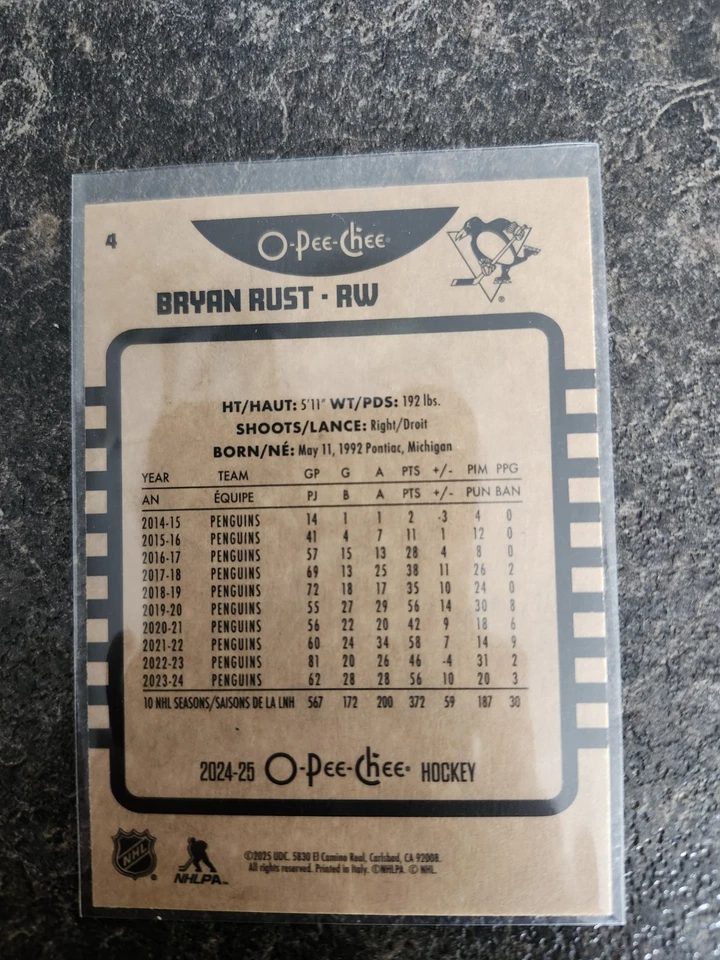 4
O-Pee-Chee
BRYAN RUST · RW
HT/HAUT: 5'11" WT/PDS: 192 lbs.
SHOOTS/LANCE: Right/Droit
BORN/NÉ: May 11, 1992 Pontiac, Michigan
YEAR TEAM GP G A PTS +/- PIM PPG
AN ÉQUIPE PJ B A PTS +/- PUN BAN
2014-15 PENGUINS 14 1 1 2 -3 4 0
2015-16 PENGUINS 41 4 7 11 1 12 0
2016-17 PENGUINS 57 15 13 28 4 8 0
2017-18 PENGUINS 69 13 25 38 11 26 2
2018-19 PENGUINS 72 18 17 35 10 24 0
2019-20 PENGUINS 55 27 29 56 14 30 8
2020-21 PENGUINS 56 22 20 42 9 18 6
2021-22 PENGUINS 60 24 34 58 7 14 9
2022-23 PENGUINS 81 20 26 46 -4 31 2
2023-24 PENGUINS 62 28 28 56 10 20 3
10 NHL SEASONS/SAISONS DE LA LNH 567 172 200 372 59 187 30
2024-25 O-Pee-Chee HOCKEY
NHL
NHLPA
©2025 UDC. 5830 El Camino Real, Carlsbad, CA 92008.
All rights reserved. Printed in Italy. ©NHLPA. © NHL.